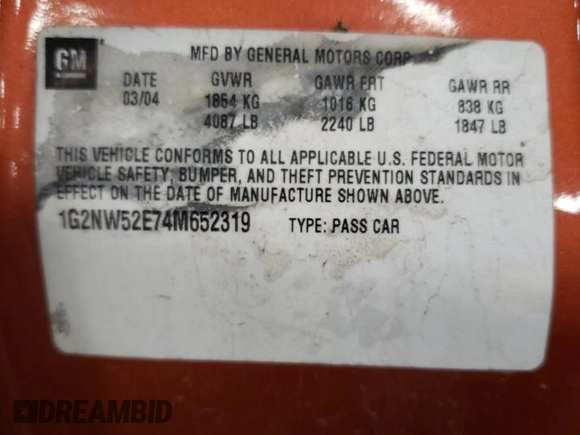 GM
MFD BY GENERAL MOTORS CORP
DATE GVWR GAWR FRT GAWR RR
03/04 1854 KG 1016 KG 838 KG
4087 LB 2240 LB 1847 LB
THIS VEHICLE CONFORMS TO ALL APPLICABLE U.S. FEDERAL MOTOR
VEHICLE SAFETY, BUMPER, AND THEFT PREVENTION STANDARDS IN
EFFECT ON THE DATE OF MANUFACTURE SHOWN ABOVE.
1G2NW52E74M652319 TYPE: PASS CAR
DREAMBID